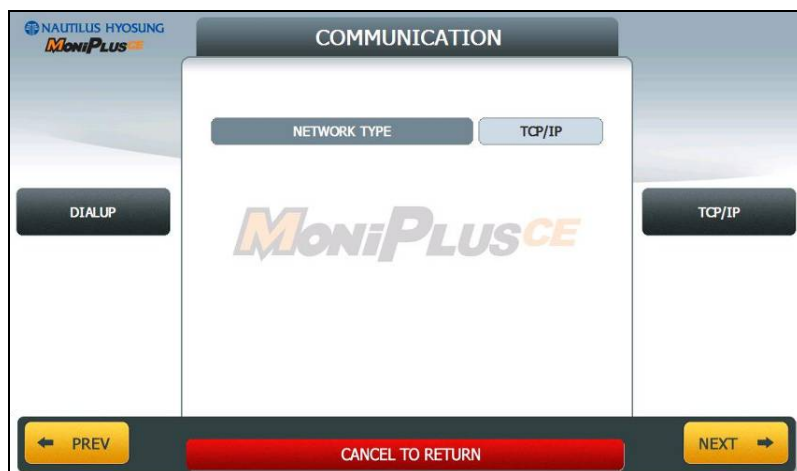 NAUTILUS HYOSUNG
MoniPlusCE
COMMUNICATION
NETWORK TYPE
TCP/IP
DIALUP
TCP/IP
MoniPlusCE
PREV
CANCEL TO RETURN
NEXT